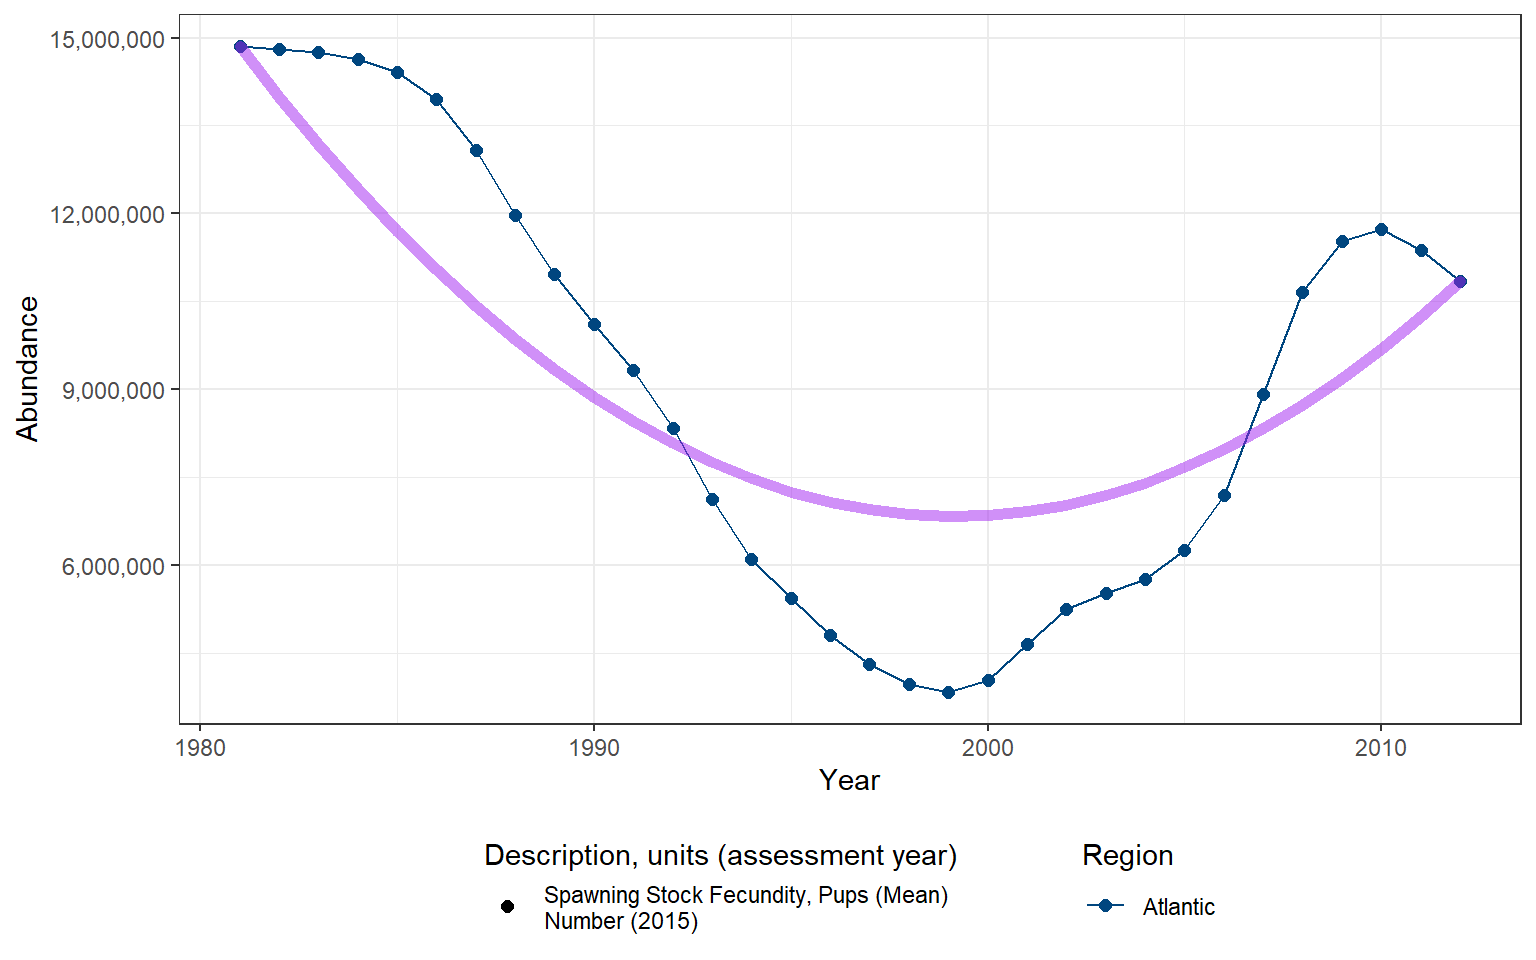 15,000,000
12,000,000
9,000,000
6,000,000
Abundance
1980 1990 2000 2010
Year
Description, units (assessment year)
Spawning Stock Fecundity, Pups (Mean)
Number (2015)
Region
Atlantic